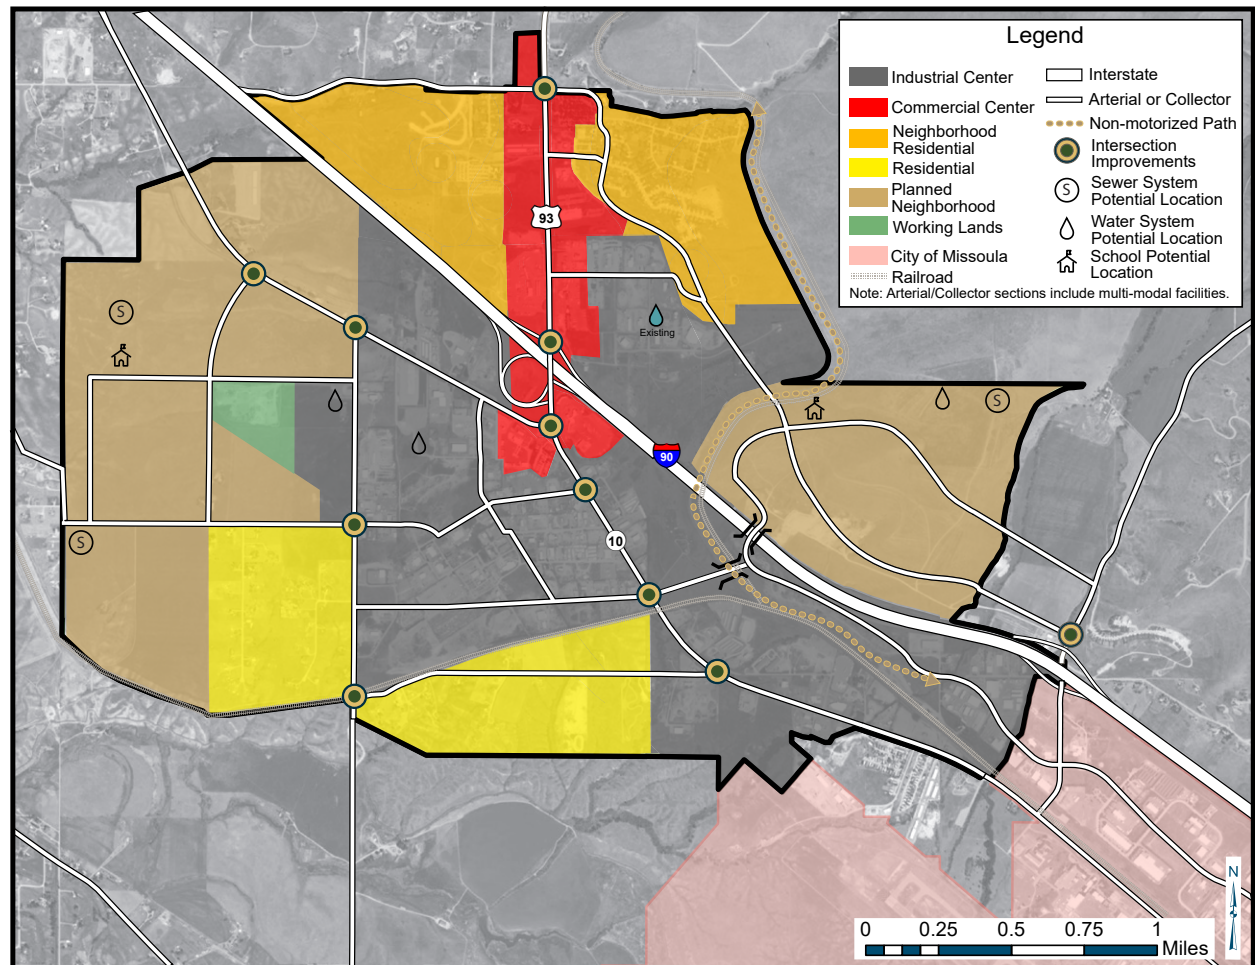 Legend
Industrial Center
Commercial Center
Neighborhood
Residential
Residential
Planned
Neighborhood
Working Lands
City of Missoula
Railroad
Interstate
Arterial or Collector
Non-motorized Path
Intersection
Improvements
S
Sewer System
Potential Location
Water System
Potential Location
School Potential
Location
Note: Arterial/Collector sections include multi-modal facilities.
93
S
Existing
S
90
S
10
N
0 0.25 0.5 0.75 1
Miles